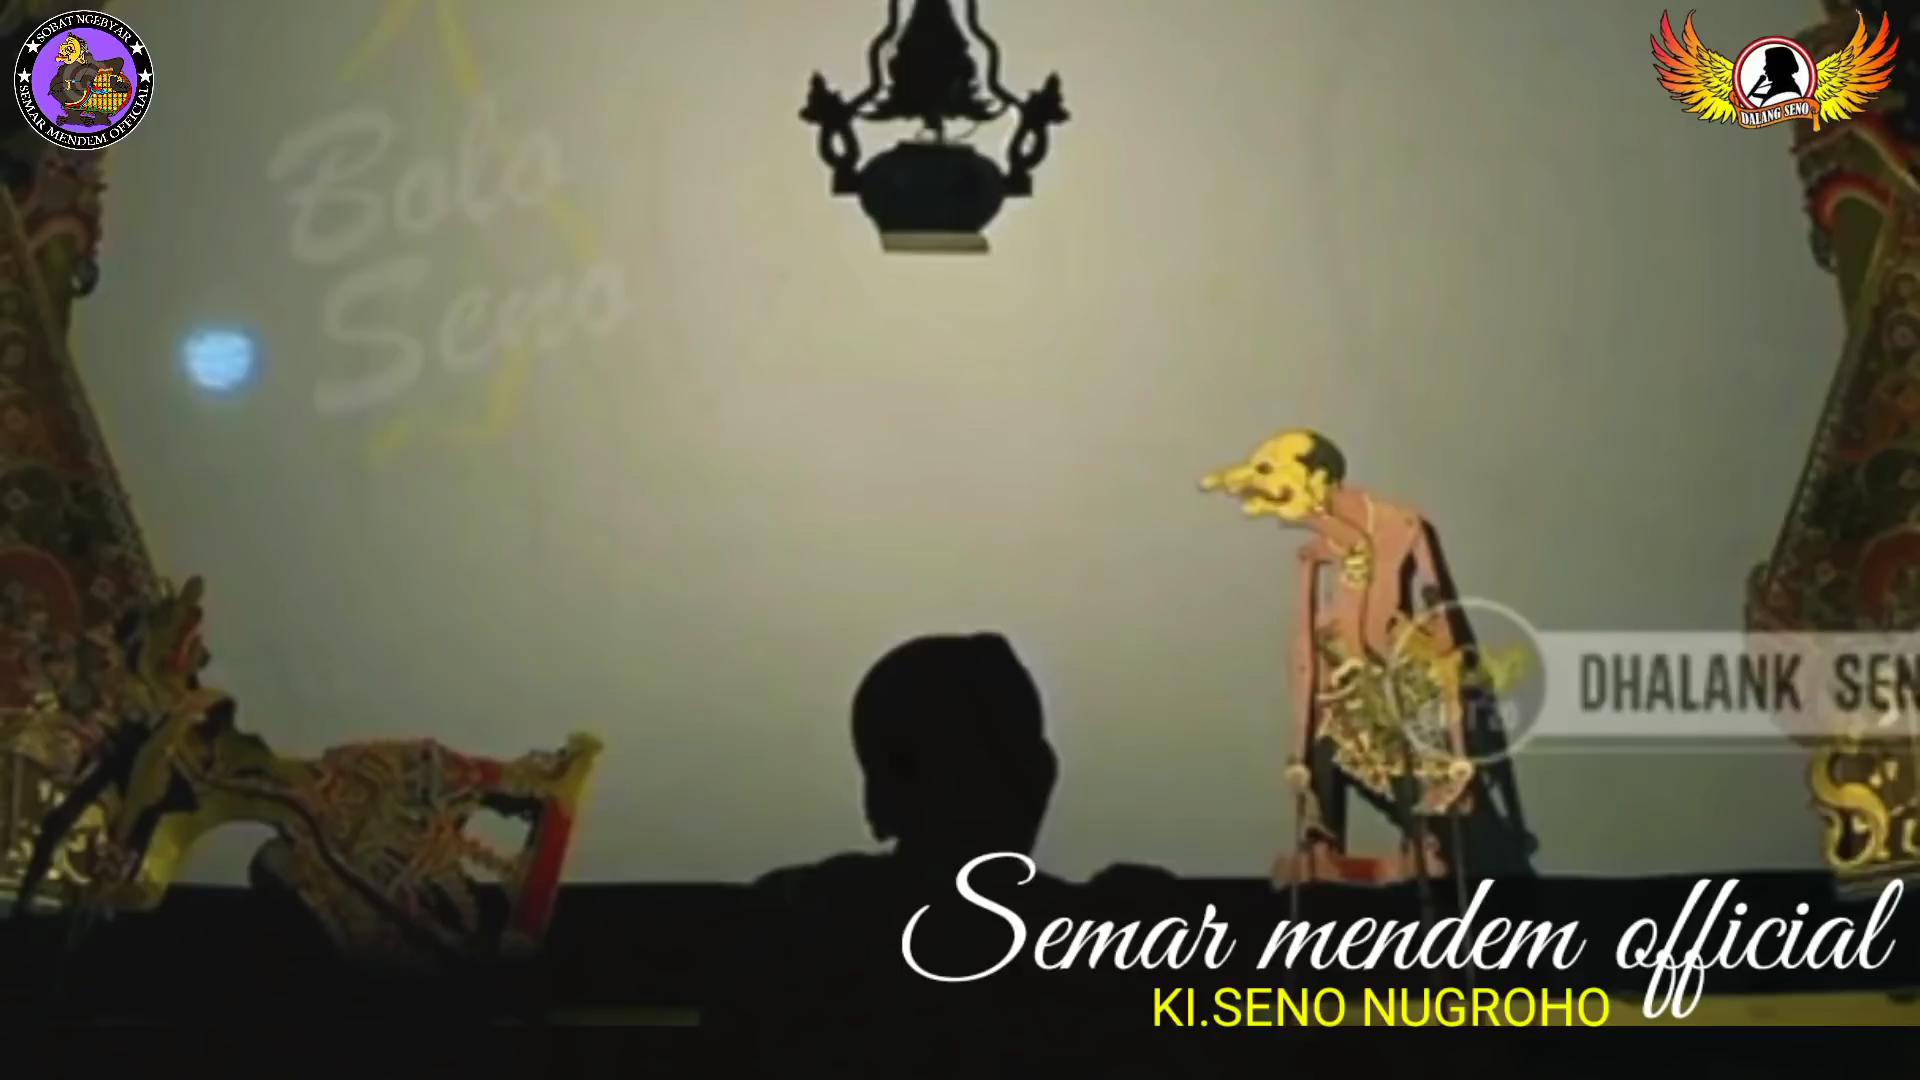 SOBAT NGEBYAR
SEMAR MENDEM OFFICIAL
DALANG SENO
Bolo
Seno
DHALANK SEN
Semar mendem official
KI.SENO NUGROHO